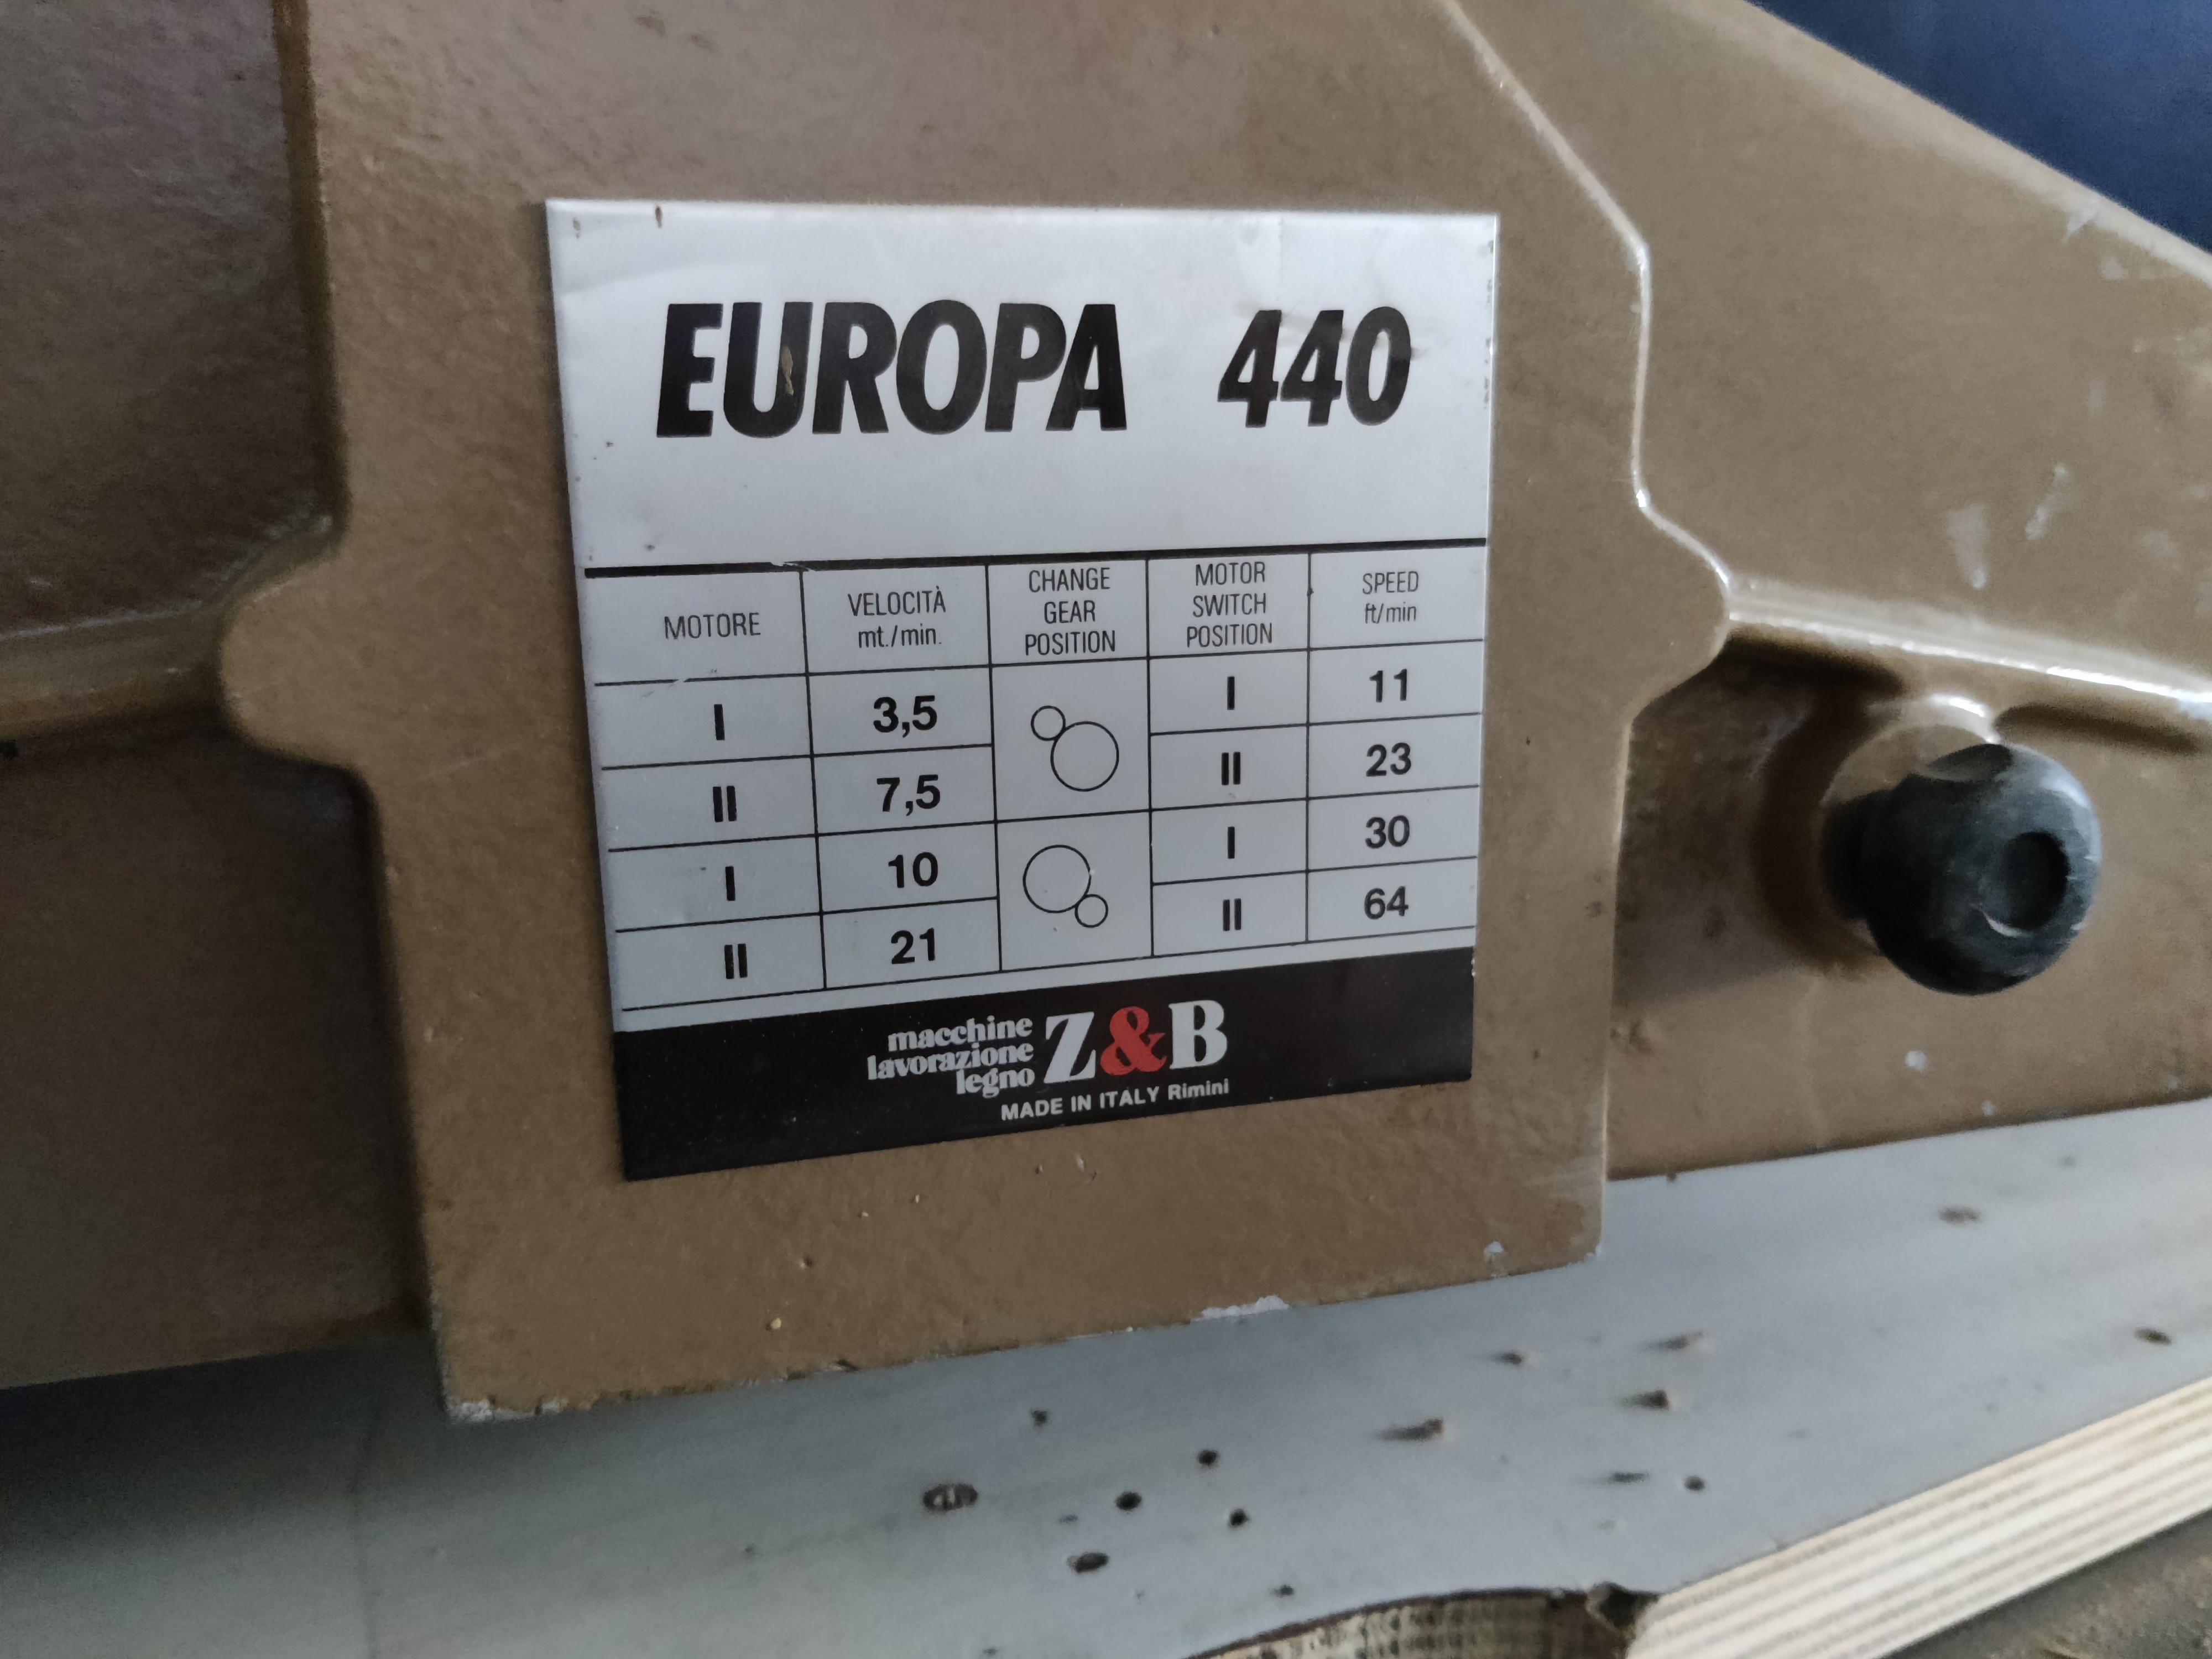 EUROPA 440
MOTORE
VELOCITÀ
mt./min.
CHANGE
GEAR
POSITION
MOTOR
SWITCH
POSITION
SPEED
ft/min
I 3,5 I 11
II 7,5 II 23
I 10 I 30
II 21 II 64
macchine
lavorazione
legno
Z&B
MADE IN ITALY Rimini